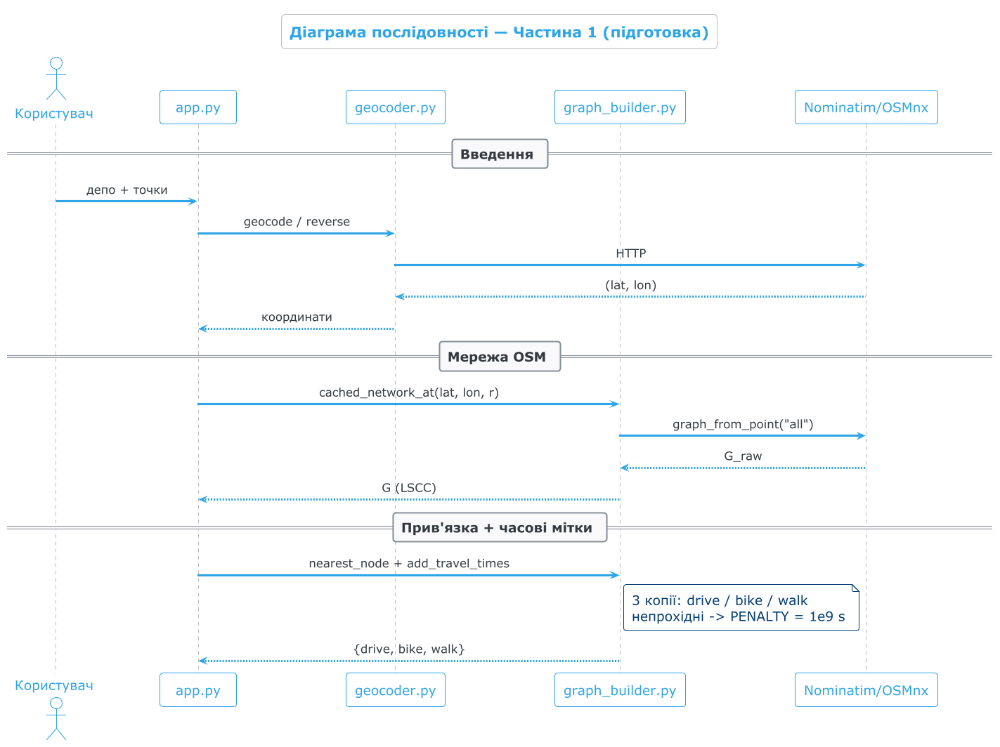 Діаграма послідовності — Частина 1 (підготовка)
Користувач
app.py
geocoder.py
graph_builder.py
Nominatim/OSMnx
Введення
депо + точки
geocode / reverse
HTTP
(lat, lon)
координати
Мережа OSM
cached_network_at(lat, lon, r)
graph_from_point("all")
G_raw
G (LSCC)
Прив'язка + часові мітки
nearest_node + add_travel_times
3 копії: drive / bike / walk
непрохідні -> PENALTY = 1e9 s
{drive, bike, walk}
Користувач
app.py
geocoder.py
graph_builder.py
Nominatim/OSMnx